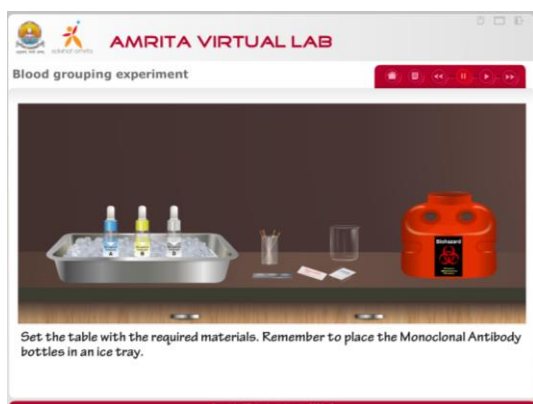 AMRITA VIRTUAL LAB
Blood grouping experiment
A
B
D
Biohazard
Set the table with the required materials. Remember to place the Monoclonal Antibody
bottles in an ice tray.